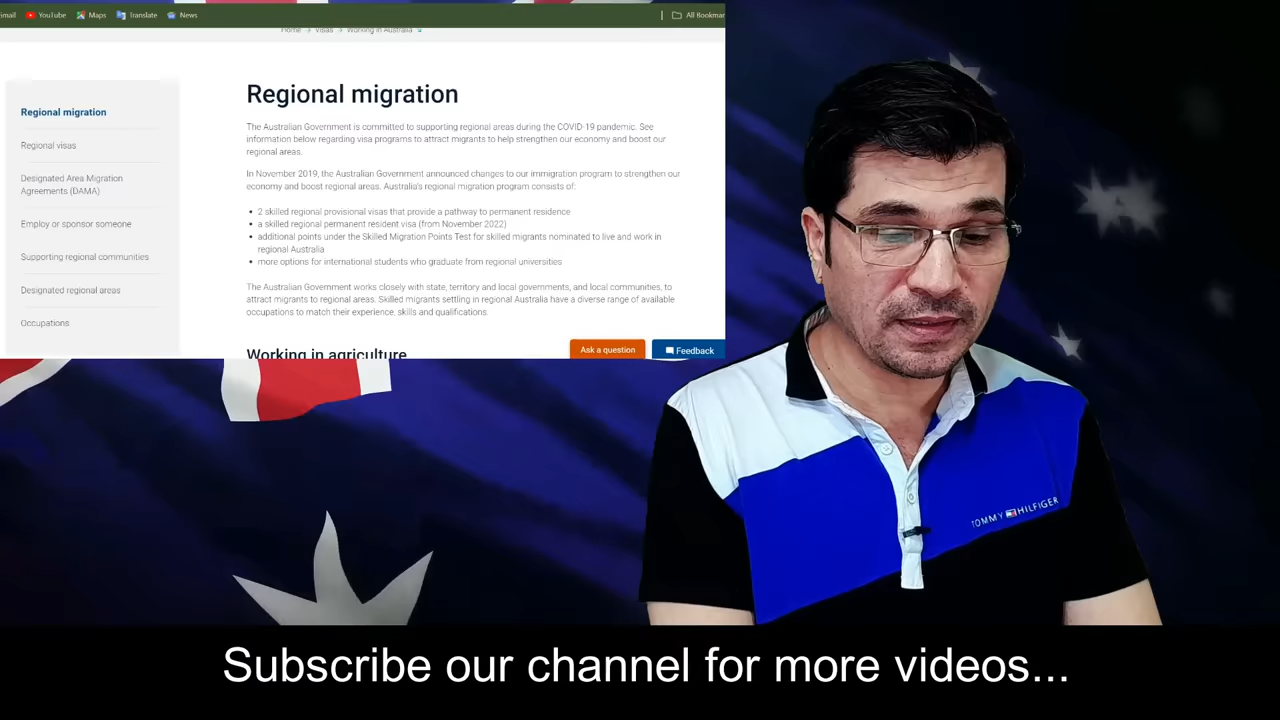 Gmail YouTube Maps Translate News All Bookmar
Home Visas Working in Australia
Regional migration
Regional visas
Designated Area Migration
Agreements (DAMA)
Employ or sponsor someone
Supporting regional communities
Designated regional areas
Occupations
Regional migration
The Australian Government is committed to supporting regional areas during the COVID-19 pandemic. See
information below regarding visa programs to attract migrants to help strengthen our economy and boost our
regional areas.
In November 2019, the Australian Government announced changes to our immigration program to strengthen our
economy and boost regional areas. Australia's regional migration program consists of:
• 2 skilled regional provisional visas that provide a pathway to permanent residence
• a skilled regional permanent resident visa (from November 2022)
• additional points under the Skilled Migration Points Test for skilled migrants nominated to live and work in
regional Australia
• more options for international students who graduate from regional universities
The Australian Government works closely with state, territory and local governments, and local communities, to
attract migrants to regional areas. Skilled migrants settling in regional Australia have a diverse range of available
occupations to match their experience, skills and qualifications.
Working in agriculture
Ask a question
Feedback
TOMMY HILFIGER
Subscribe our channel for more videos...